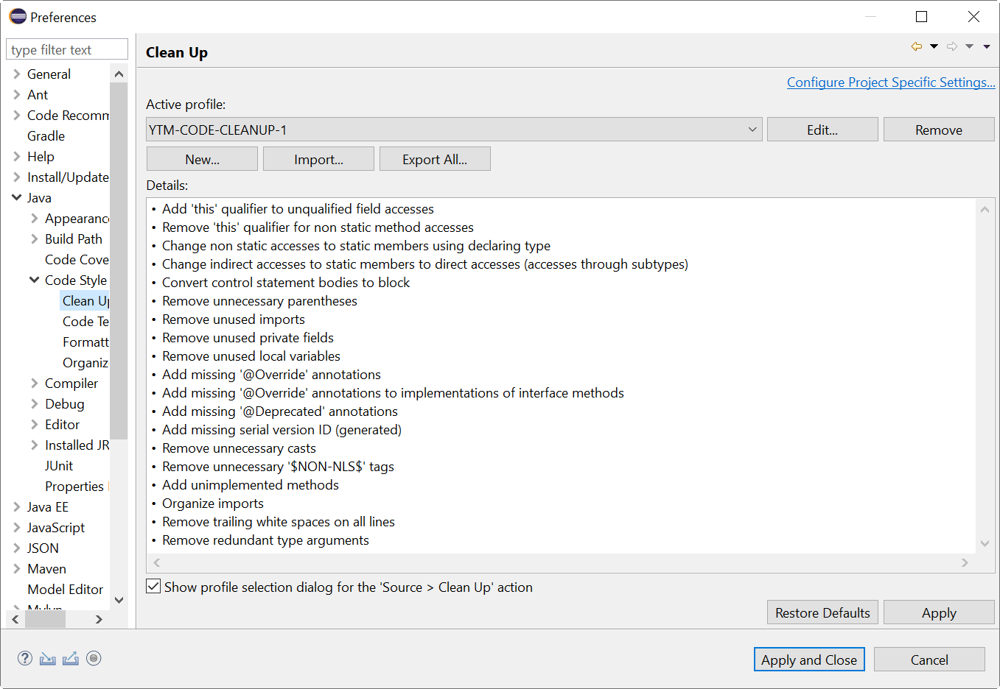 Preferences
type filter text
General
Ant
Code Recomm
Gradle
Help
Install/Update
Java
Appearance
Build Path
Code Cove
Code Style
Clean Up
Code Te
Formatt
Organiz
Compiler
Debug
Editor
Installed JR
JUnit
Properties
Java EE
JavaScript
JSON
Maven
Model Editor
Mylyn
Clean Up
Configure Project Specific Settings...
Active profile:
YTM-CODE-CLEANUP-1
Edit...
Remove
New...
Import...
Export All...
Details:
• Add 'this' qualifier to unqualified field accesses
• Remove 'this' qualifier for non static method accesses
• Change non static accesses to static members using declaring type
• Change indirect accesses to static members to direct accesses (accesses through subtypes)
• Convert control statement bodies to block
• Remove unnecessary parentheses
• Remove unused imports
• Remove unused private fields
• Remove unused local variables
• Add missing '@Override' annotations
• Add missing '@Override' annotations to implementations of interface methods
• Add missing '@Deprecated' annotations
• Add missing serial version ID (generated)
• Remove unnecessary casts
• Remove unnecessary '$NON-NLS$' tags
• Add unimplemented methods
• Organize imports
• Remove trailing white spaces on all lines
• Remove redundant type arguments
Show profile selection dialog for the 'Source > Clean Up' action
Restore Defaults
Apply
Apply and Close
Cancel